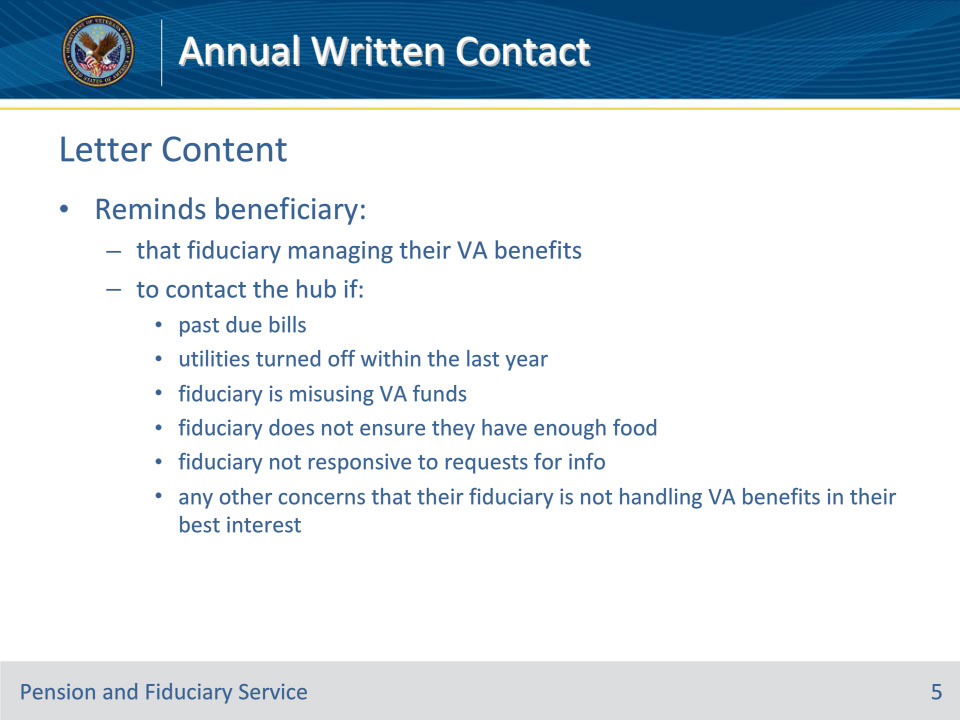 Annual Written Contact
Letter Content
• Reminds beneficiary:
– that fiduciary managing their VA benefits
– to contact the hub if:
• past due bills
• utilities turned off within the last year
• fiduciary is misusing VA funds
• fiduciary does not ensure they have enough food
• fiduciary not responsive to requests for info
• any other concerns that their fiduciary is not handling VA benefits in their
best interest
Pension and Fiduciary Service
5